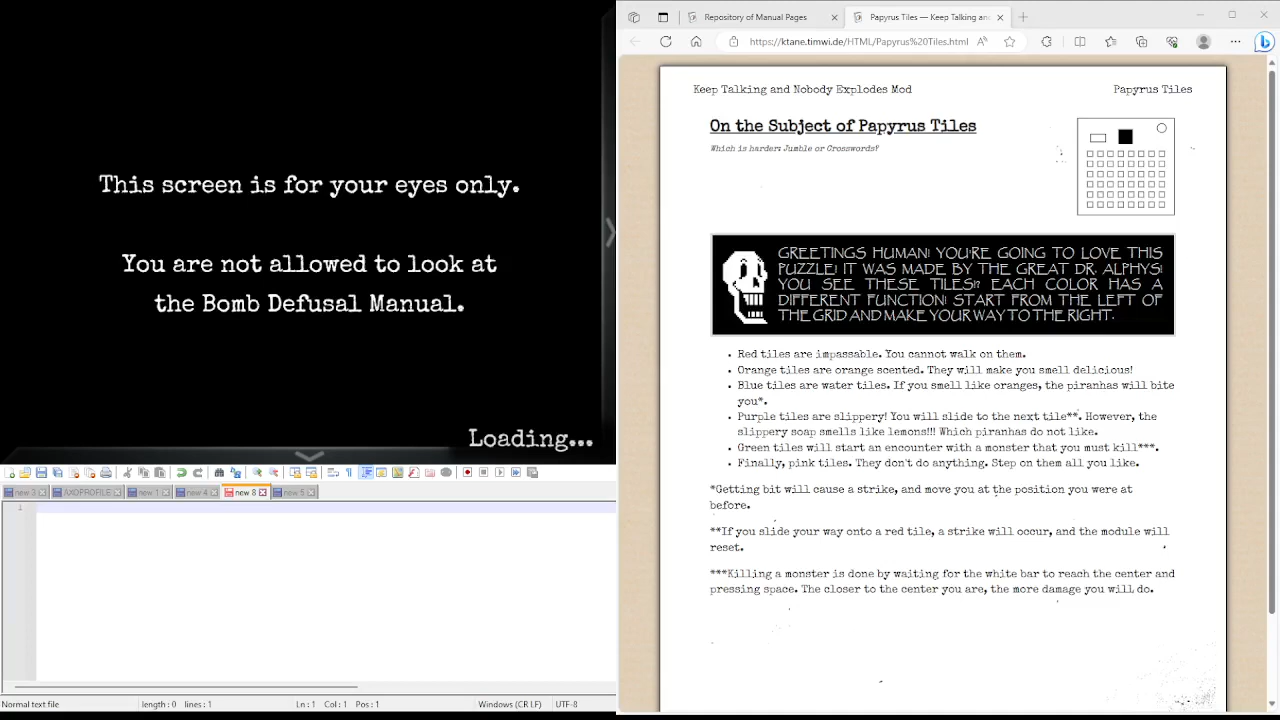 This screen is for your eyes only.
You are not allowed to look at
the Bomb Defusal Manual.
Loading...
new 3
AXOPROFILE
new 1
new 4
new 8
new 5
1
Normal text file
length : 0 lines : 1
Ln : 1 Col : 1 Pos : 1
Windows (CR LF)
UTF-8
Repository of Manual Pages
Papyrus Tiles — Keep Talking and
https://ktane.timwi.de/HTML/Papyrus%20Tiles.html
Keep Talking and Nobody Explodes Mod
Papyrus Tiles
On the Subject of Papyrus Tiles
Which is harder: Jumble or Crosswords?
GREETINGS HUMAN! YOU'RE GOING TO LOVE THIS
PUZZLE! IT WAS MADE BY THE GREAT DR. ALPHYS!
YOU SEE THESE TILES!? EACH COLOR HAS A
DIFFERENT FUNCTION! START FROM THE LEFT OF
THE GRID AND MAKE YOUR WAY TO THE RIGHT.
• Red tiles are impassable. You cannot walk on them.
• Orange tiles are orange scented. They will make you smell delicious!
• Blue tiles are water tiles. If you smell like oranges, the piranhas will bite
you*.
• Purple tiles are slippery! You will slide to the next tile**. However, the
slippery soap smells like lemons!!! Which piranhas do not like.
• Green tiles will start an encounter with a monster that you must kill***.
• Finally, pink tiles. They don't do anything. Step on them all you like.
*Getting bit will cause a strike, and move you at the position you were at
before.
**If you slide your way onto a red tile, a strike will occur, and the module will
reset.
***Killing a monster is done by waiting for the white bar to reach the center and
pressing space. The closer to the center you are, the more damage you will do.